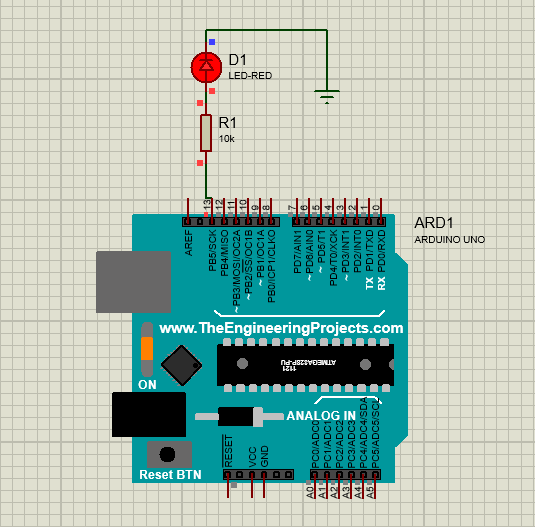 D1
LED-RED
R1
10k
ARD1
ARDUINO UNO
13
12
11
10
9
8
7
6
5
4
3
2
1
0
AREF
PB5/SCK
PB4/MISO
~PB3/MOSI/OC2A
~PB2/SS/OC1B
~PB1/OC1A
PB0/ICP1/CLKO
PD7/AIN1
~PD6/AIN0
~PD5/T1
PD4/T0/XCK
~PD3/INT1
PD2/INT0
TX PD1/TXD
RX PD0/RXD
www.TheEngineeringProjects.com
ATMEGA328P-PU
1121
ON
ANALOG IN
Reset BTN
RESET
VCC
GND
A0 PC0/ADC0
A1 PC1/ADC1
A2 PC2/ADC2
A3 PC3/ADC3
A4 PC4/ADC4/SDA
A5 PC5/ADC5/SCL